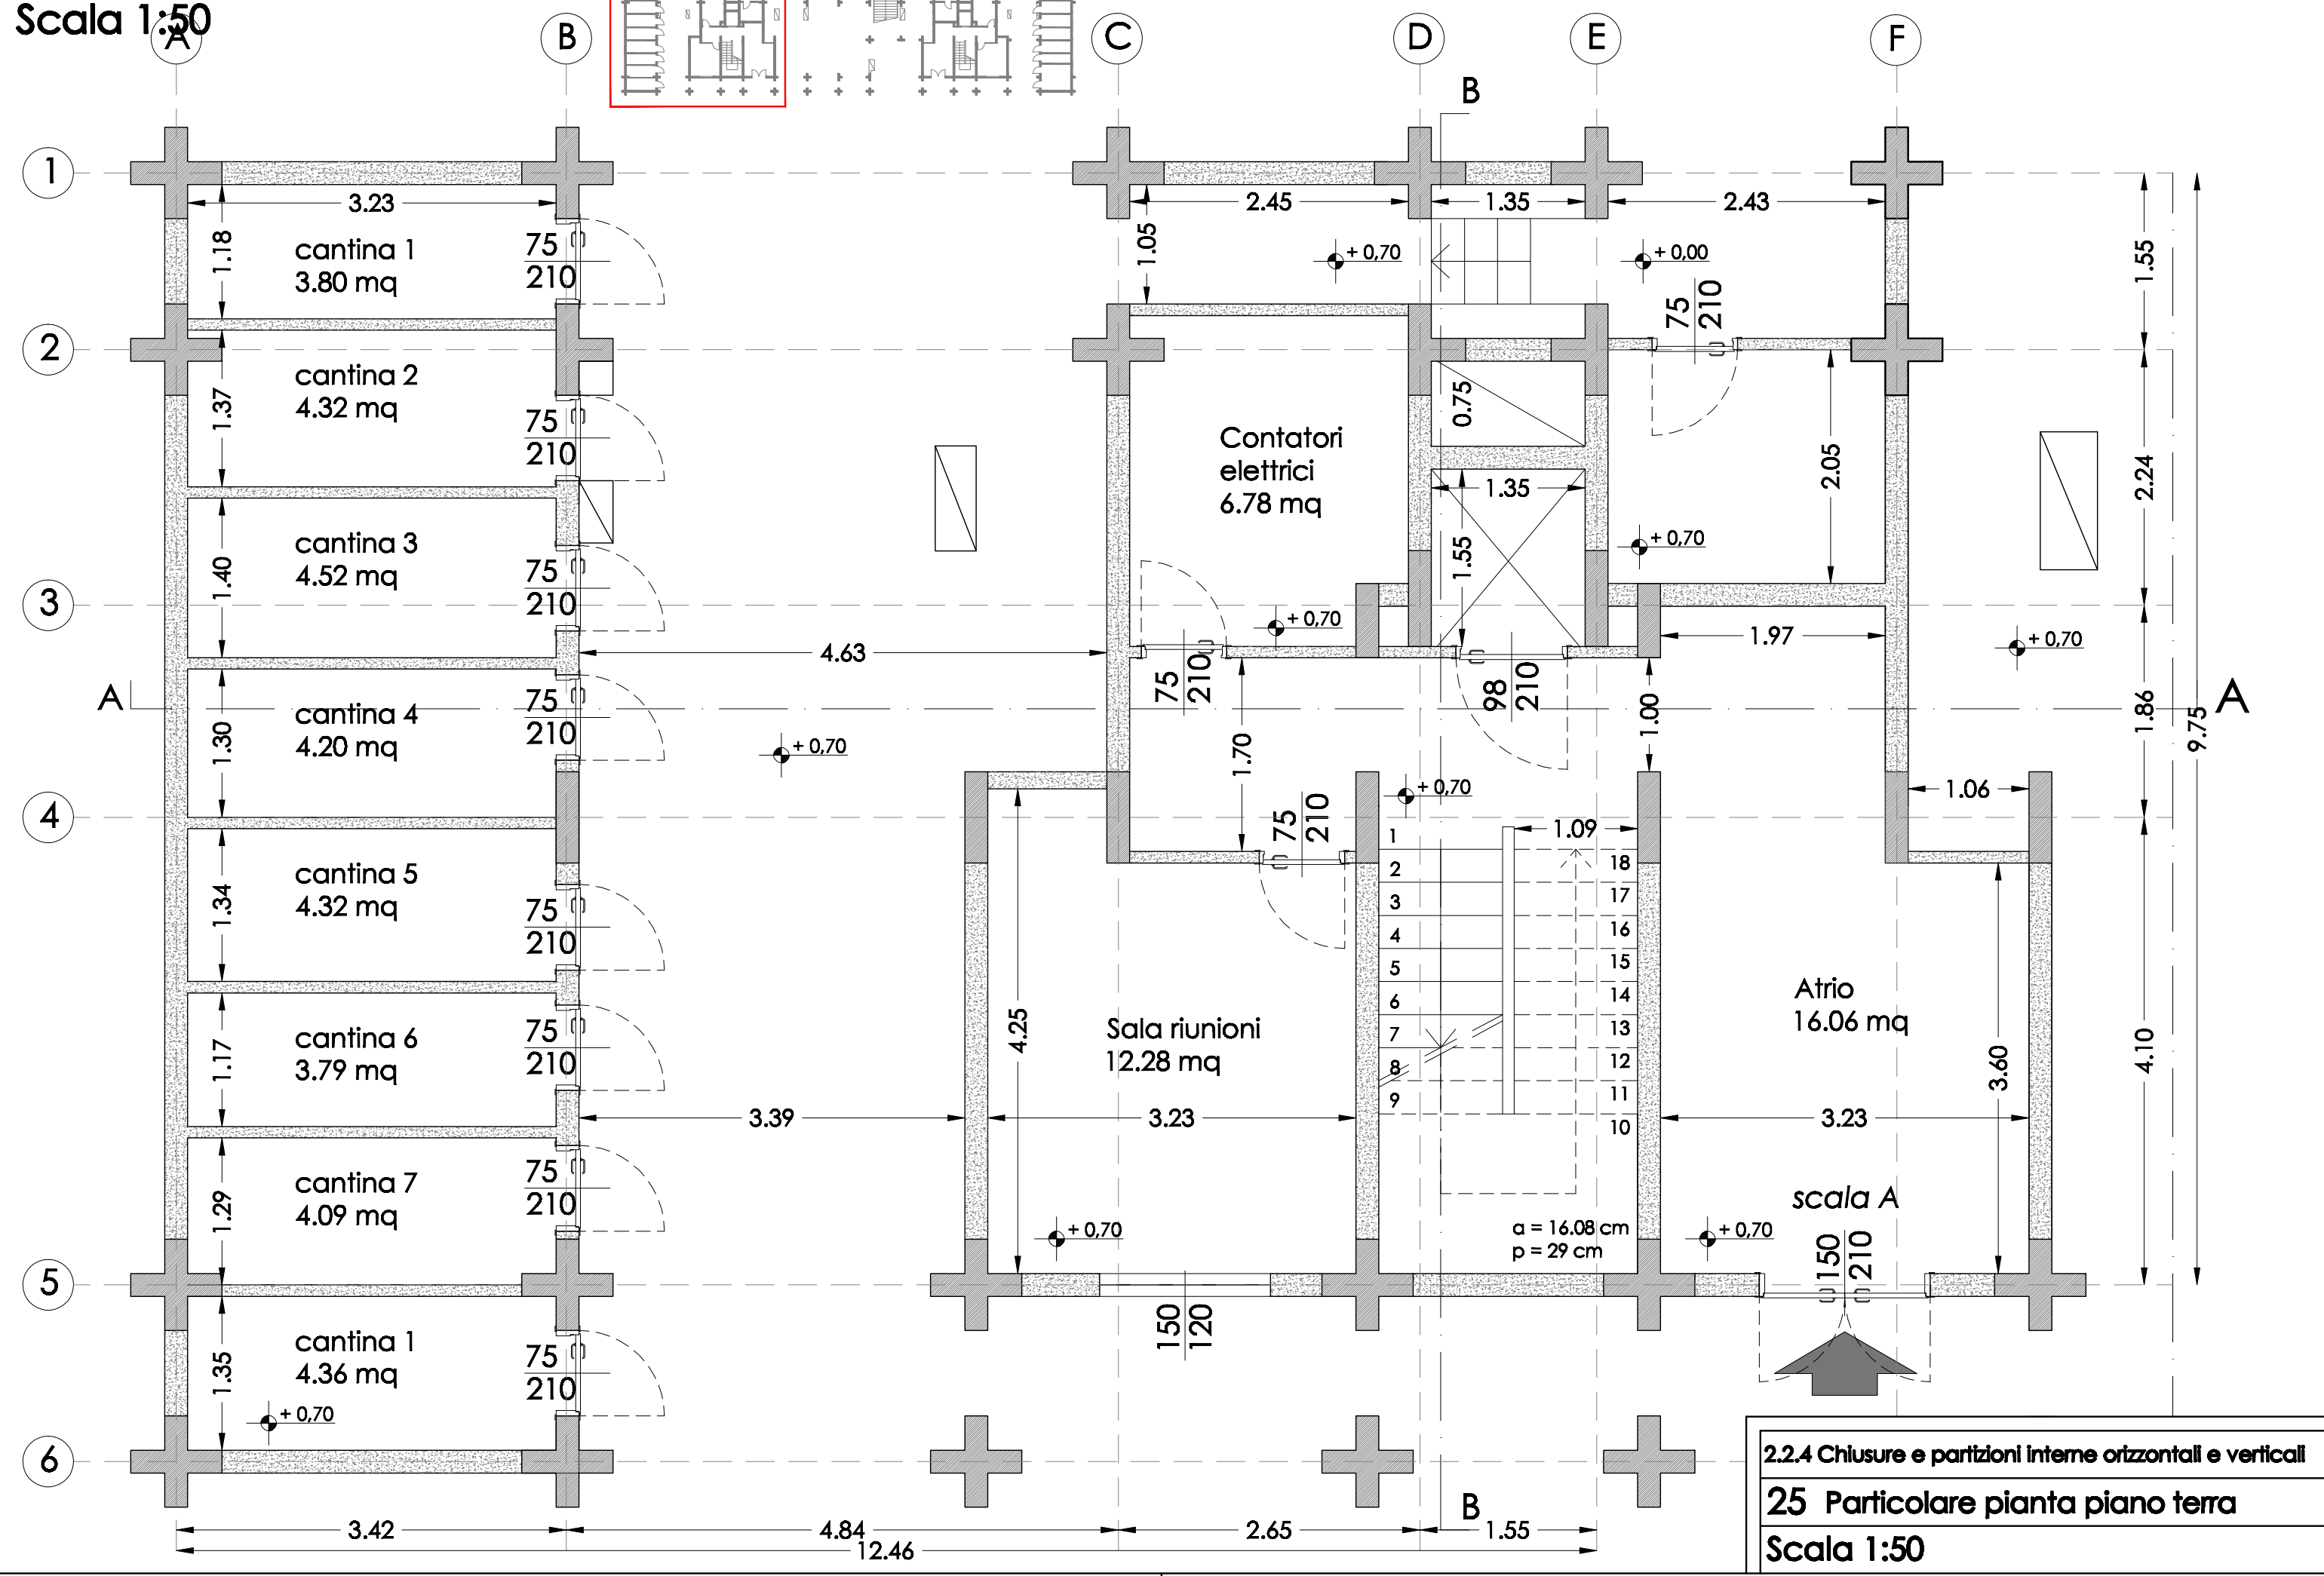 Scala 1:50
A
B
C
D
E
F
B
1
3.23
2.45
1.35
2.43
1.18
cantina 1
3.80 mq
75
210
1.05
+ 0,70
+ 0,00
75
210
1.55
2
1.37
cantina 2
4.32 mq
75
210
0.75
Contatori
elettrici
6.78 mq
1.35
1.55
2.05
2.24
+ 0,70
1.40
cantina 3
4.52 mq
75
210
3
+ 0,70
1.97
+ 0,70
4.63
75
210
98
210
1.00
A
1.30
cantina 4
4.20 mq
75
210
+ 0,70
1.70
1.86
9.75
A
+ 0,70
1.06
4
75
210
1.09
1
2
3
4
5
6
7
8
9
18
17
16
15
14
13
12
11
10
1.34
cantina 5
4.32 mq
75
210
4.25
Sala riunioni
12.28 mq
Atrio
16.06 mq
1.17
cantina 6
3.79 mq
75
210
3.60
4.10
3.39
3.23
3.23
1.29
cantina 7
4.09 mq
75
210
scala A
+ 0,70
a = 16.08 cm
p = 29 cm
+ 0,70
150
210
5
150
120
1.35
cantina 1
4.36 mq
75
210
+ 0,70
6
B
3.42
4.84
2.65
1.55
12.46
2.2.4 Chiusure e partizioni interne orizzontali e verticali
25 Particolare pianta piano terra
Scala 1:50